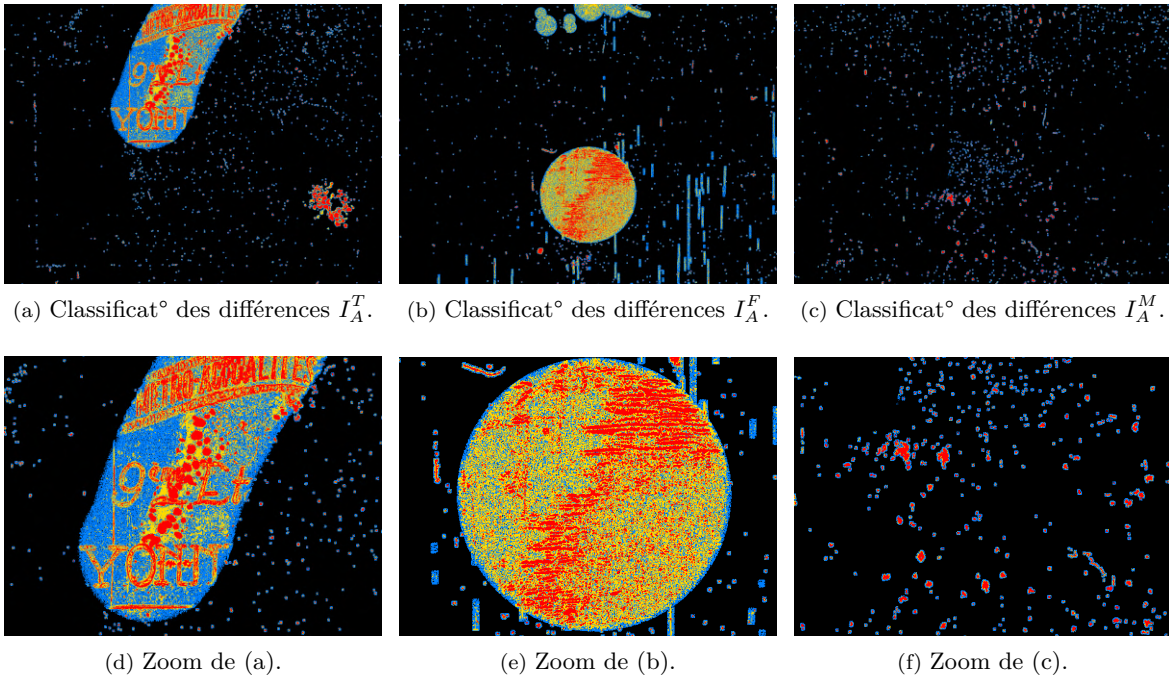 (a) Classificat° des différences $I_A^T$.
(b) Classificat° des différences $I_A^F$.
(c) Classificat° des différences $I_A^M$.
(d) Zoom de (a).
(e) Zoom de (b).
(f) Zoom de (c).